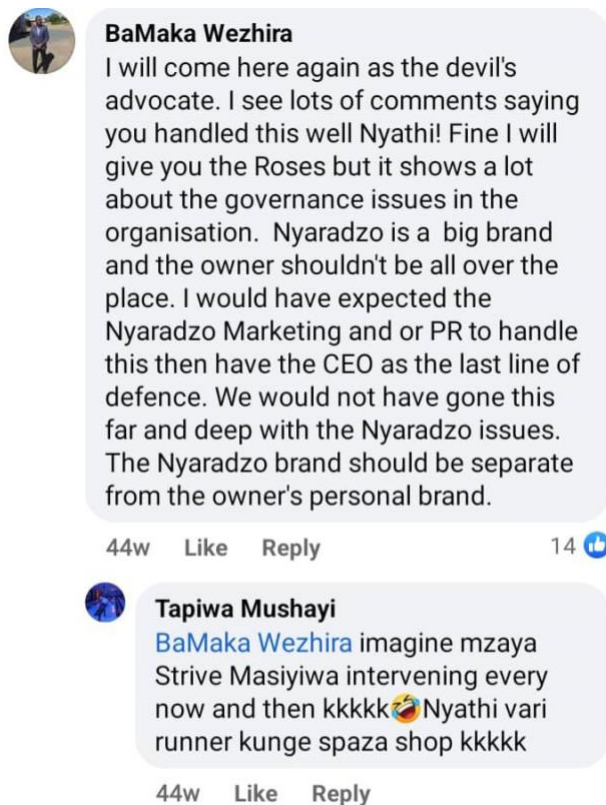 BaMaka Wezhira
I will come here again as the devil's
advocate. I see lots of comments saying
you handled this well Nyathi! Fine I will
give you the Roses but it shows a lot
about the governance issues in the
organisation.  Nyaradzo is a  big brand
and the owner shouldn't be all over the
place. I would have expected the
Nyaradzo Marketing and or PR to handle
this then have the CEO as the last line of
defence. We would not have gone this
far and deep with the Nyaradzo issues.
The Nyaradzo brand should be separate
from the owner's personal brand.
44w Like Reply 14
Tapiwa Mushayi
BaMaka Wezhira imagine mzaya
Strive Masiyiwa intervening every
now and then kkkkk🤣Nyathi vari
runner kunge spaza shop kkkkk
44w Like Reply